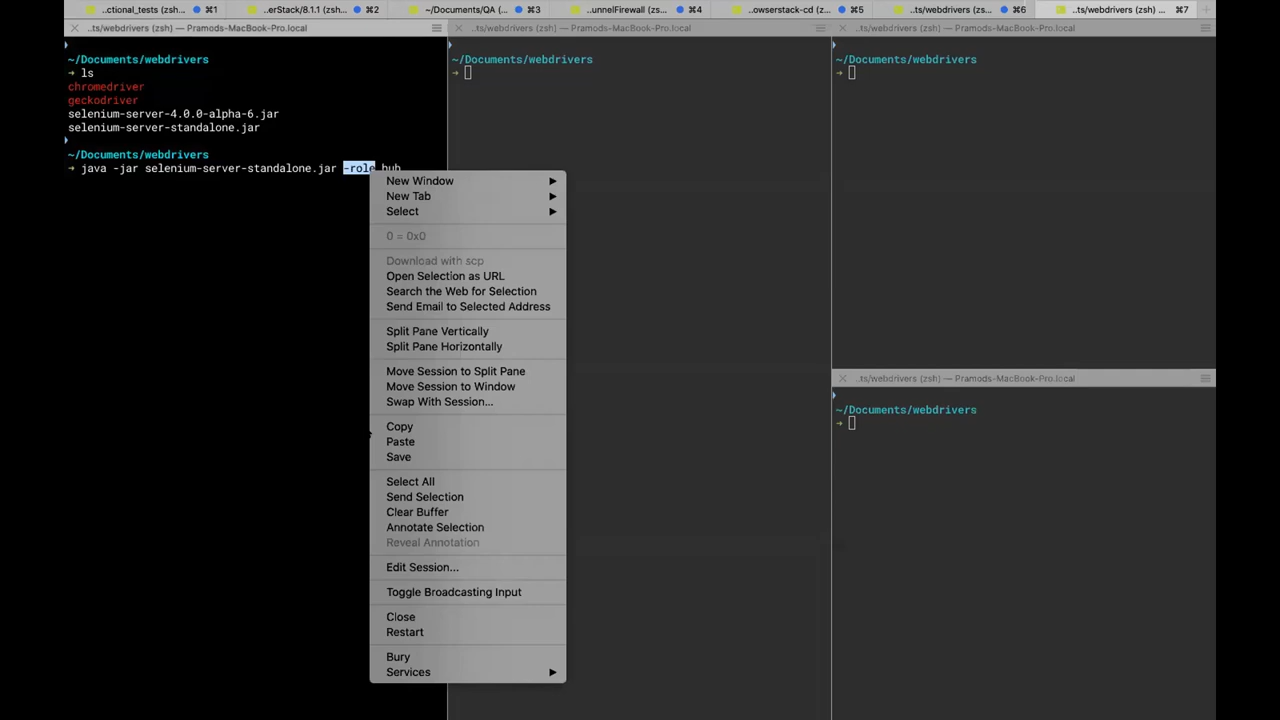 ..ctional_tests (zsh... ⌘1
..erStack/8.1.1 (zsh... ⌘2
~/Documents/QA (... ⌘3
..unnelFirewall (zs... ⌘4
..owserstack-cd (z... ⌘5
..ts/webdrivers (zs... ⌘6
..ts/webdrivers (zsh) ... ⌘7
..ts/webdrivers (zsh) — Pramods-MacBook-Pro.local
~/Documents/webdrivers
→ ls
chromedriver
geckodriver
selenium-server-4.0.0-alpha-6.jar
selenium-server-standalone.jar
~/Documents/webdrivers
→ java -jar selenium-server-standalone.jar -role hub
New Window
New Tab
Select
0 = 0x0
Download with scp
Open Selection as URL
Search the Web for Selection
Send Email to Selected Address
Split Pane Vertically
Split Pane Horizontally
Move Session to Split Pane
Move Session to Window
Swap With Session...
Copy
Paste
Save
Select All
Send Selection
Clear Buffer
Annotate Selection
Reveal Annotation
Edit Session...
Toggle Broadcasting Input
Close
Restart
Bury
Services
..ts/webdrivers (zsh) — Pramods-MacBook-Pro.local
~/Documents/webdrivers
→
..ts/webdrivers (zsh) — Pramods-MacBook-Pro.local
~/Documents/webdrivers
→
..ts/webdrivers (zsh) — Pramods-MacBook-Pro.local
~/Documents/webdrivers
→